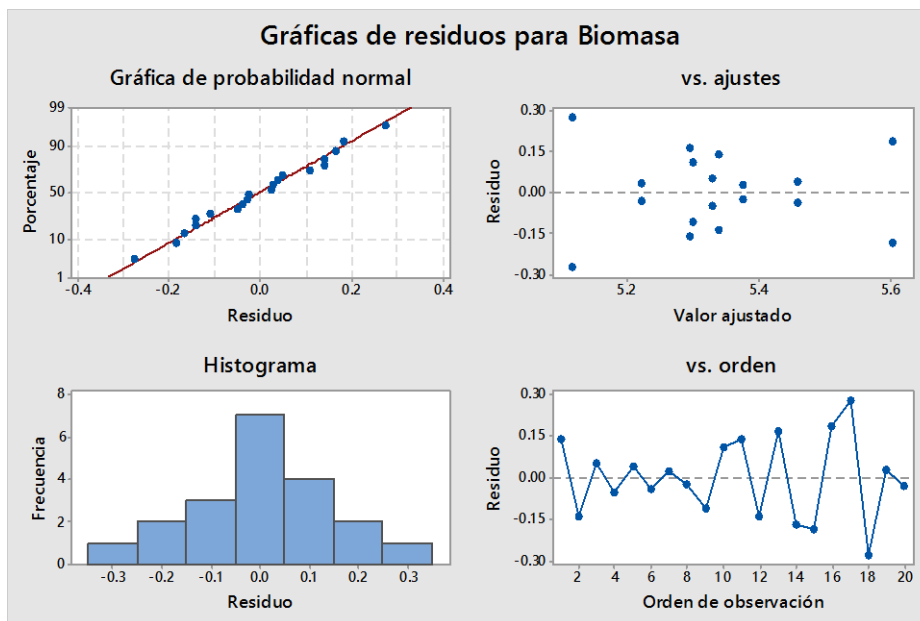 Gráficas de residuos para Biomasa
Gráfica de probabilidad normal
99
90
50
10
1
Porcentaje
-0.4 -0.2 0.0 0.2 0.4
Residuo
vs. ajustes
0.30
0.15
0.00
-0.15
-0.30
Residuo
5.2 5.4 5.6
Valor ajustado
Histograma
8
6
4
2
0
Frecuencia
-0.3 -0.2 -0.1 0.0 0.1 0.2 0.3
Residuo
vs. orden
0.30
0.15
0.00
-0.15
-0.30
Residuo
2 4 6 8 10 12 14 16 18 20
Orden de observación